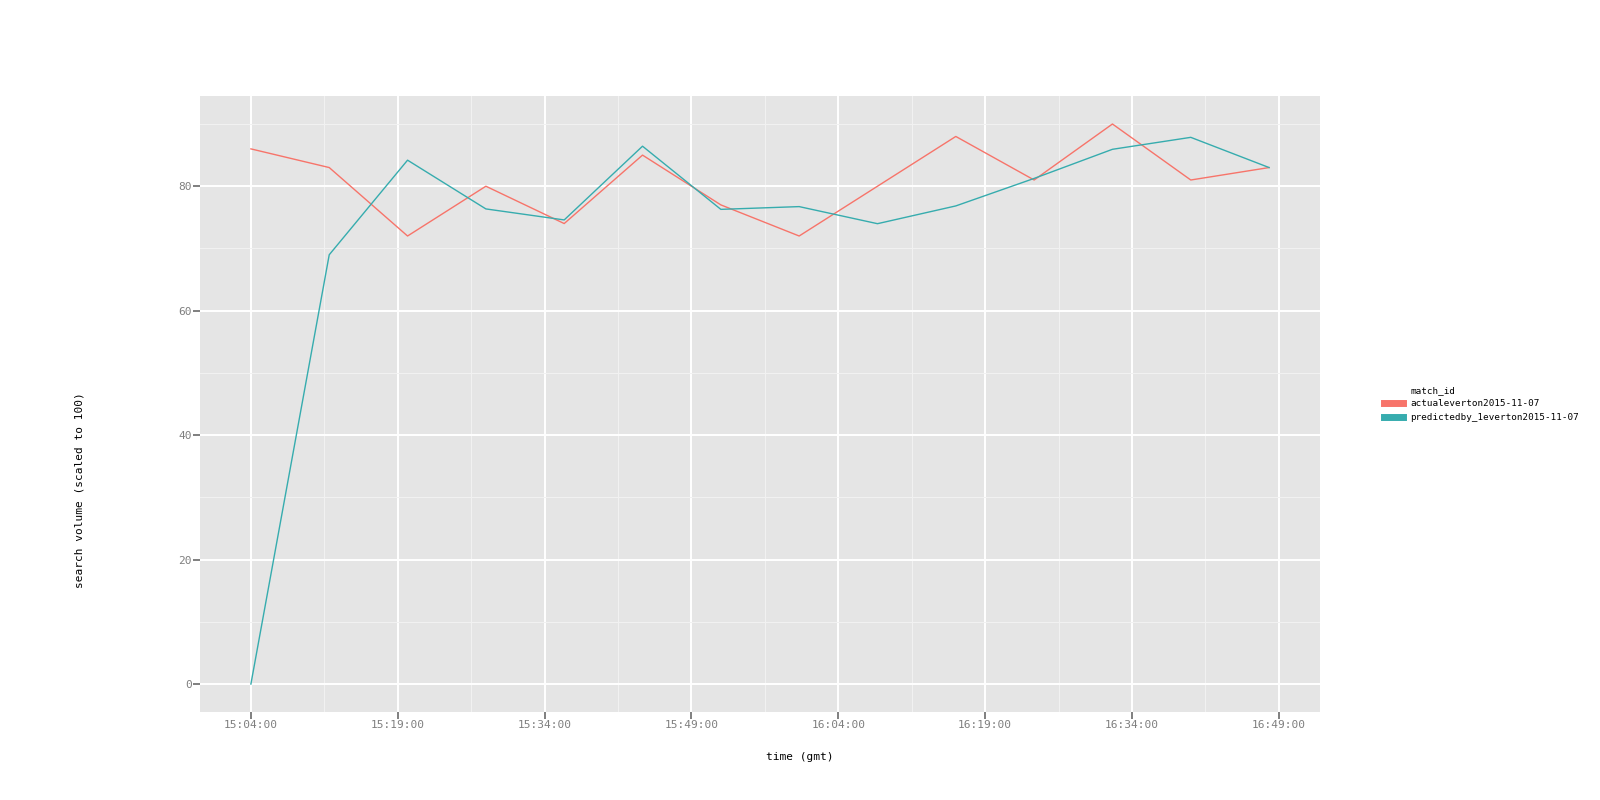 80
60
40
20
0
search volume (scaled to 100)
15:04:00 15:19:00 15:34:00 15:49:00 16:04:00 16:19:00 16:34:00 16:49:00
time (gmt)
match_id
actualeverton2015-11-07
predictedby_1everton2015-11-07